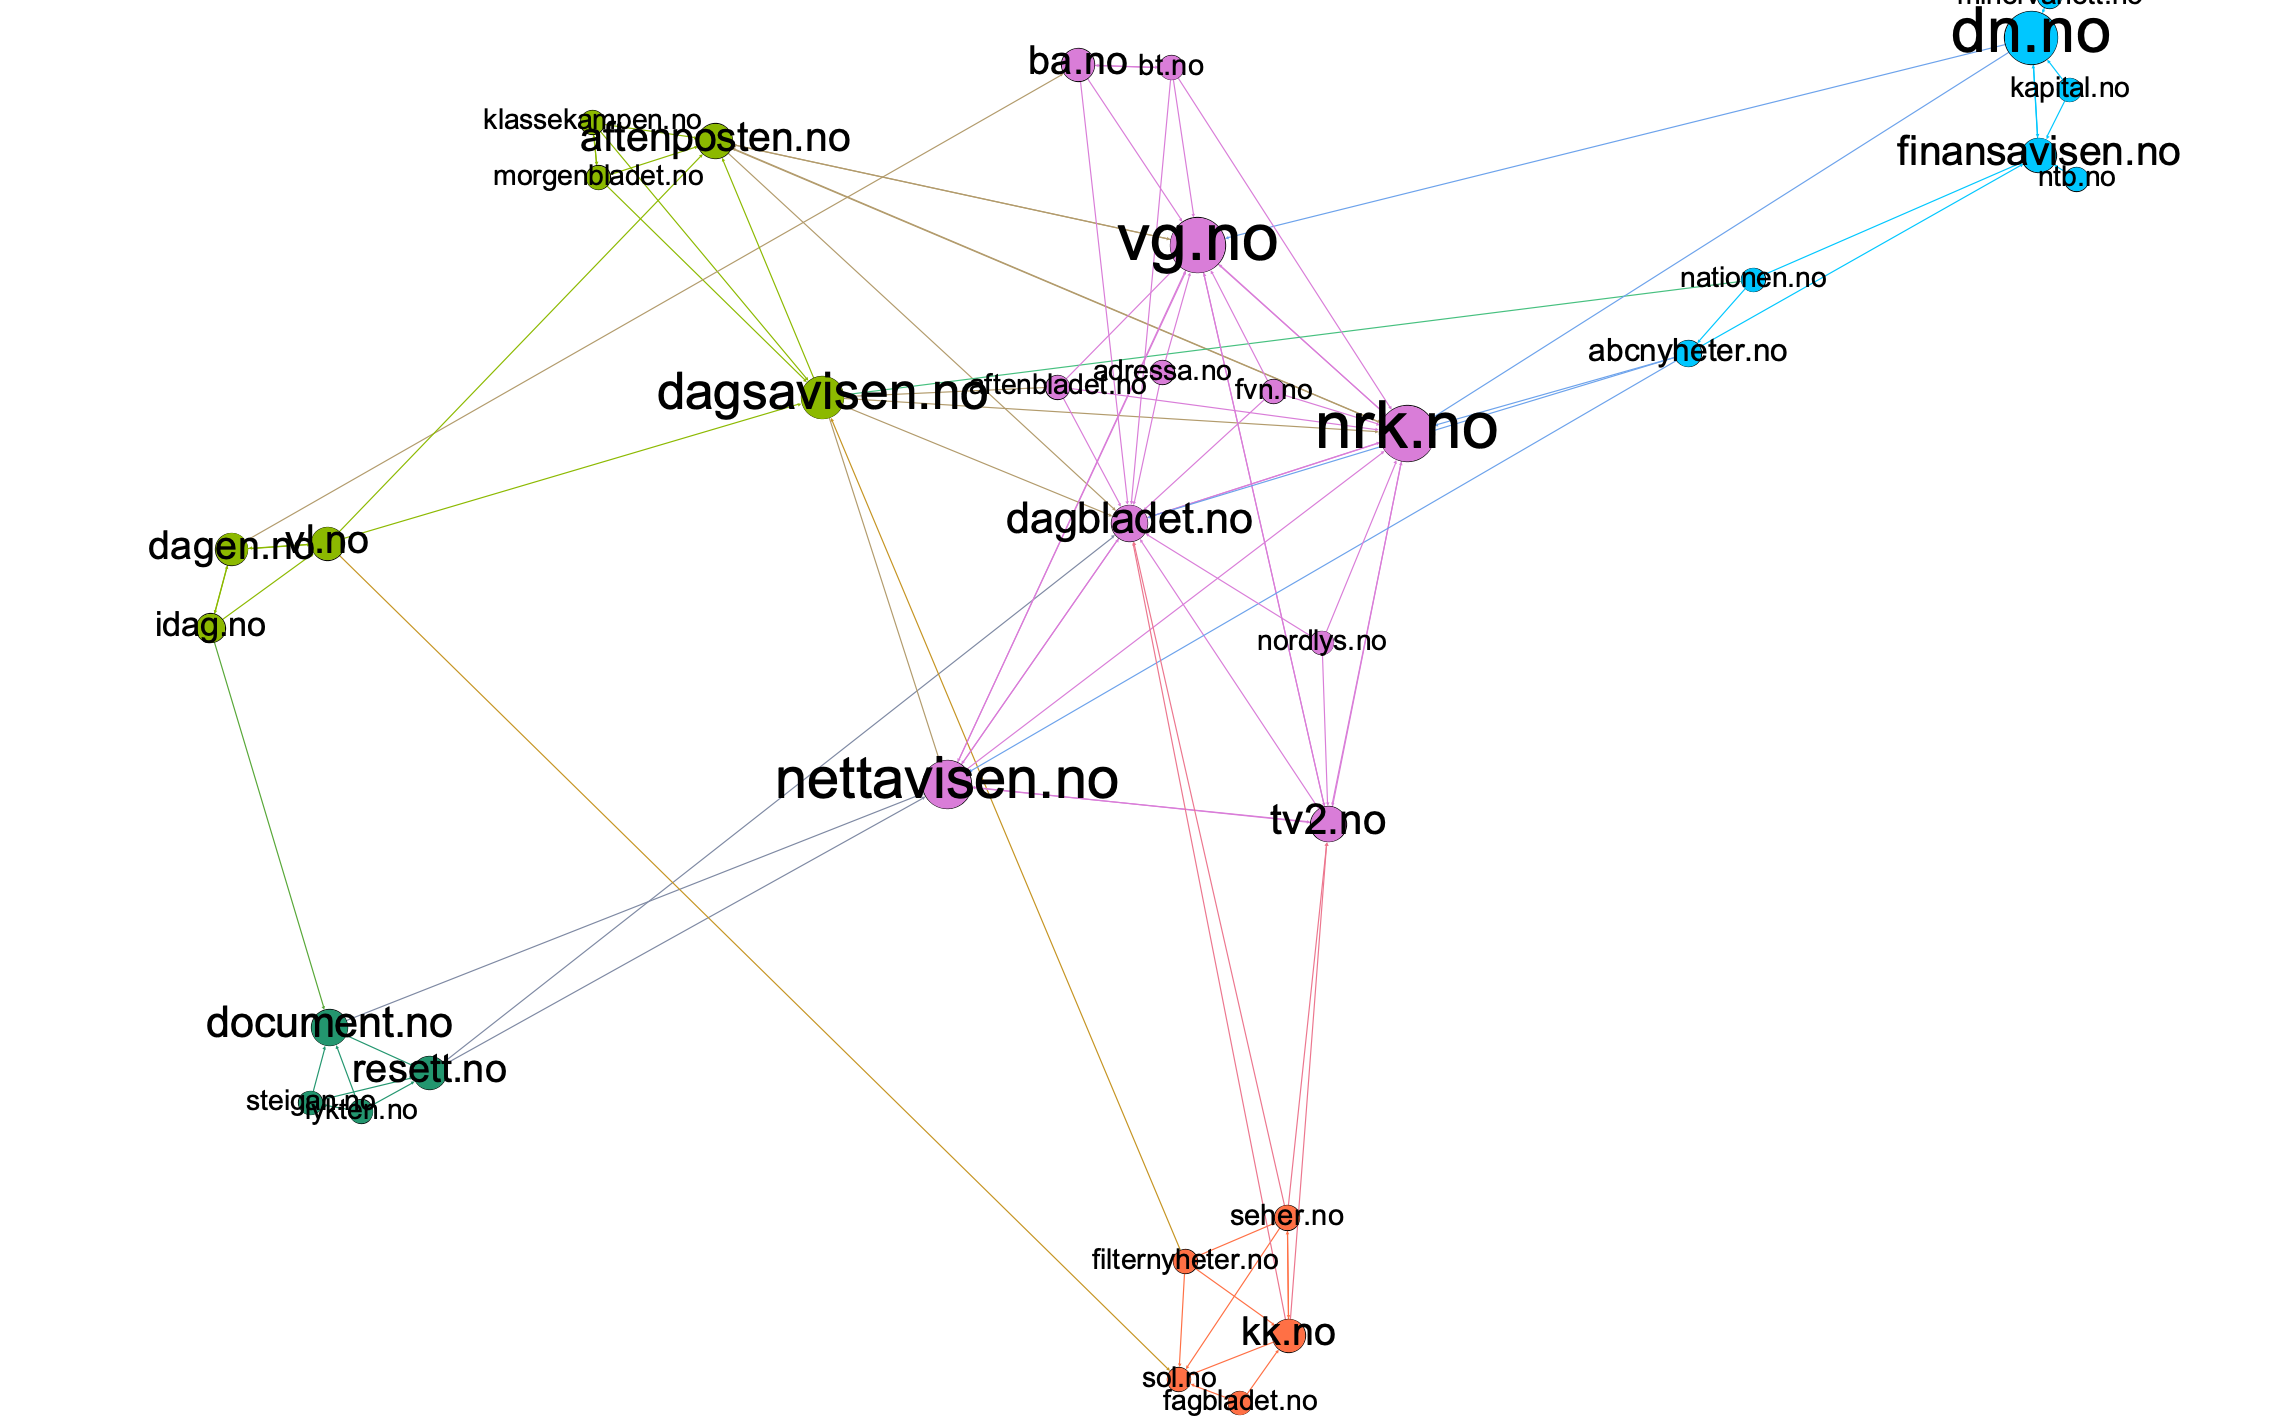 minervanett.no
dn.no
ba.no
bt.no
kapital.no
klassekampen.no
aftenposten.no
finansavisen.no
morgenbladet.no
ntb.no
vg.no
nationen.no
abcnyheter.no
adressa.no
aftenbladet.no
fvn.no
dagsavisen.no
nrk.no
dagbladet.no
dagen.no
vl.no
idag.no
nordlys.no
nettavisen.no
tv2.no
document.no
resett.no
steigan.no
lykten.no
seher.no
filternyheter.no
kk.no
sol.no
fagbladet.no